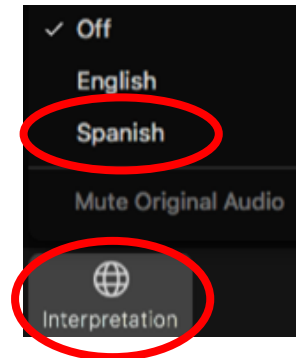 Off
English
Spanish
Mute Original Audio
Interpretation